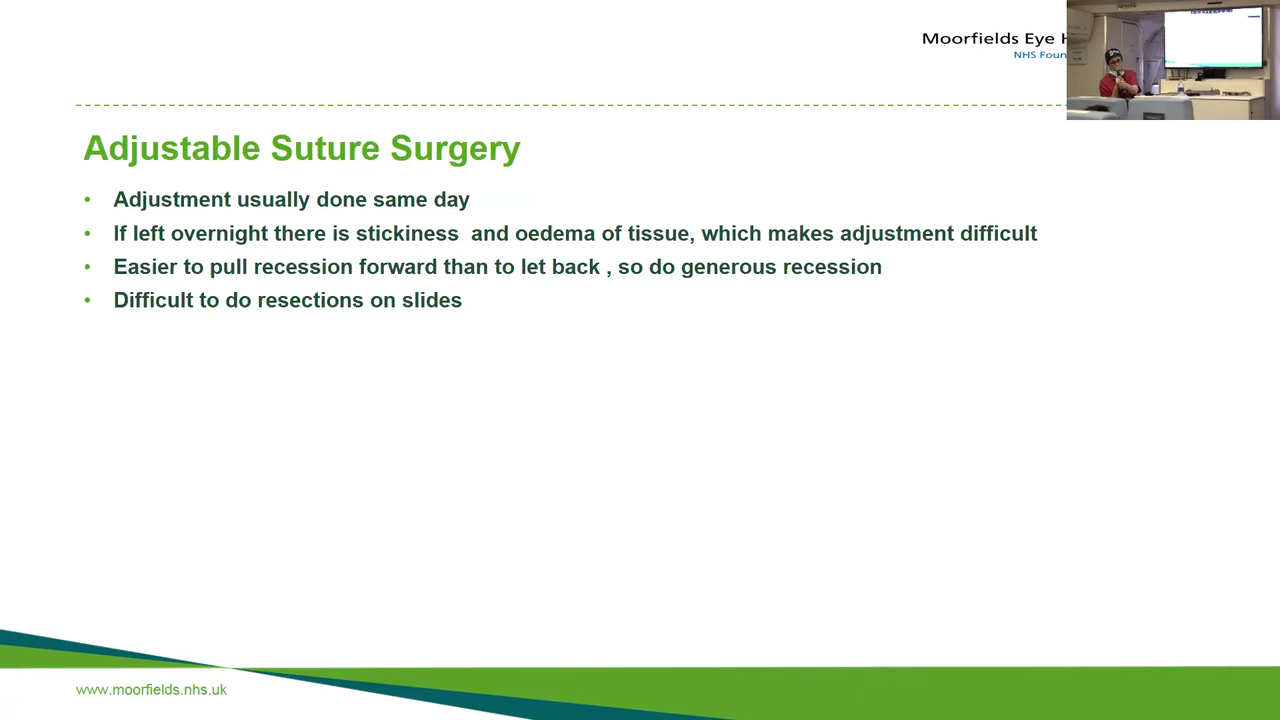 Moorfields Eye
NHS
Adjustable Suture Surgery
• Adjustment usually done same day
• If left overnight there is stickiness and oedema of tissue, which makes adjustment difficult
• Easier to pull recession forward than to let back , so do generous recession
• Difficult to do resections on slides
www.moorfields.nhs.uk